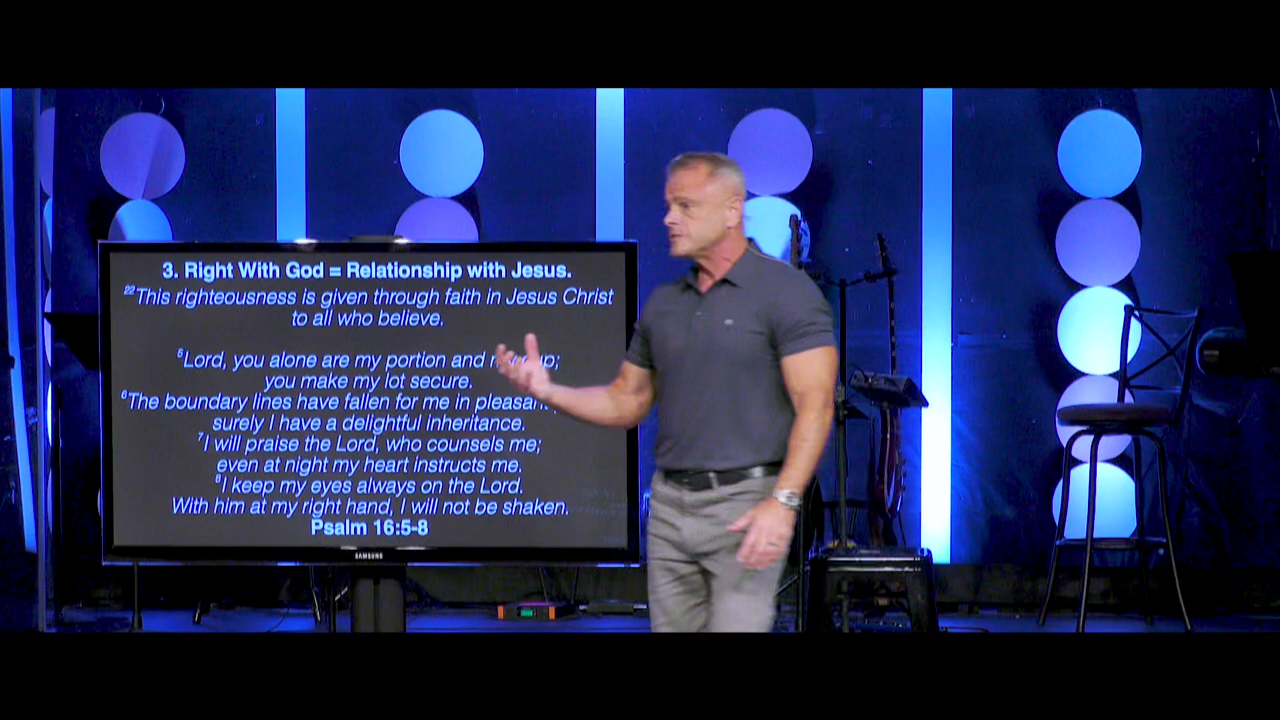 3. Right With God = Relationship with Jesus.
22This righteousness is given through faith in Jesus Christ
to all who believe.
5Lord, you alone are my portion and
you make my lot secure.
6The boundary lines have fallen for me in
surely I have a delightful inheritance.
7I will praise the Lord, who counsels me;
even at night my heart instructs me.
8I keep my eyes always on the Lord.
With him at my right hand, I will not be shaken.
Psalm 16:5-8
SAMSUNG